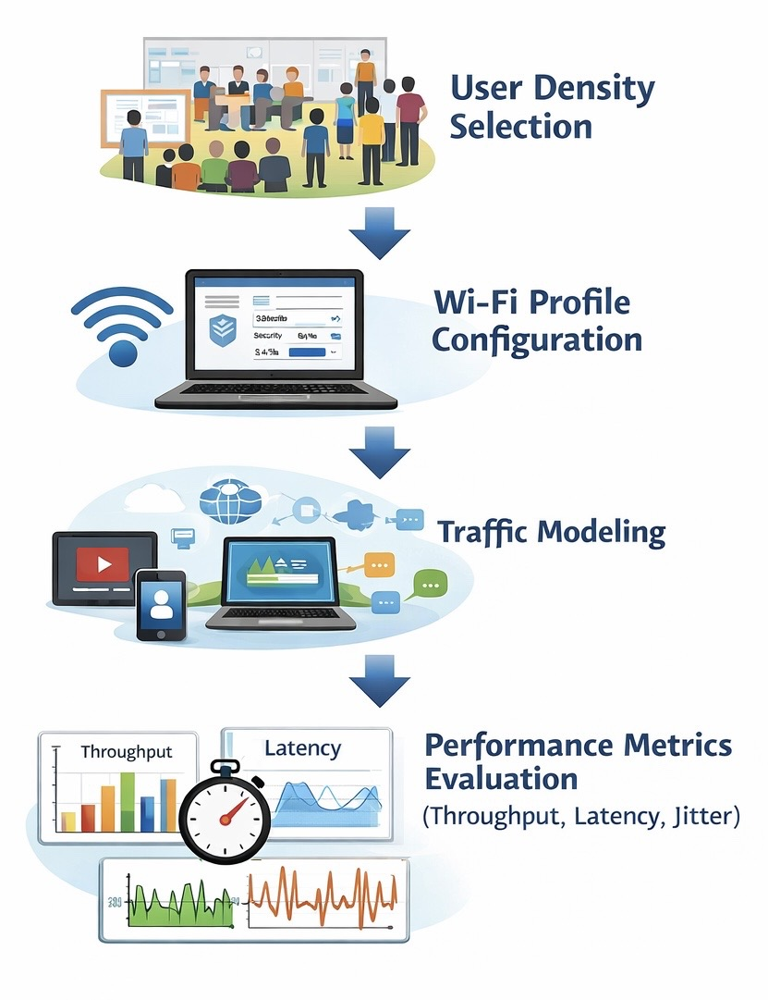 User Density
Selection
Wi-Fi Profile
Configuration
Security
Traffic Modeling
Throughput
Latency
Performance Metrics
Evaluation
(Throughput, Latency, Jitter)